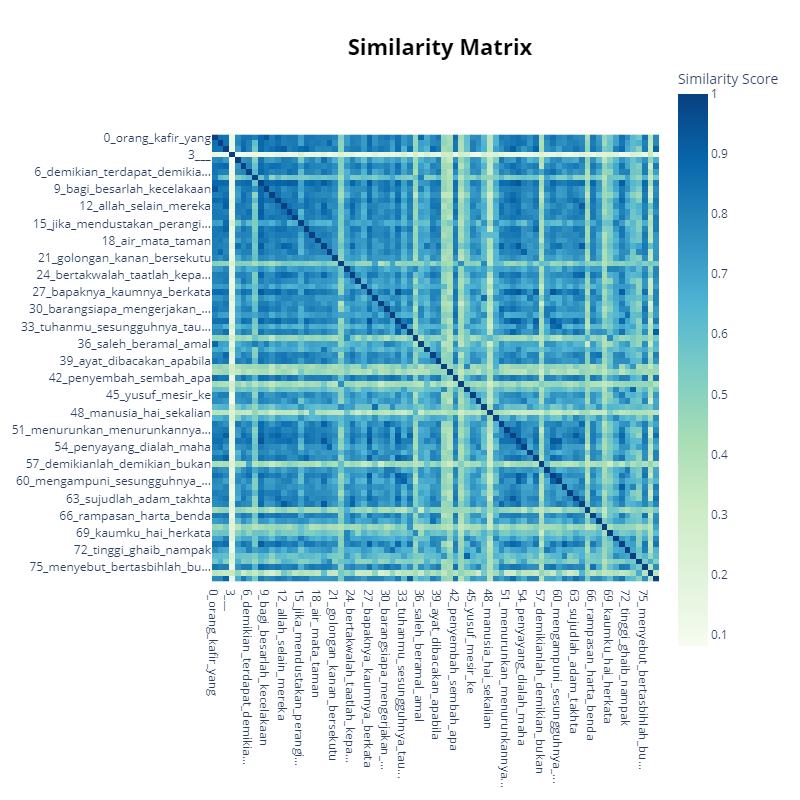 Similarity Matrix
Similarity Score
1
0.9
0.8
0.7
0.6
0.5
0.4
0.3
0.2
0.1
0_orang_kafir_yang
3___
6_demikian_terdapat_demikia...
9_bagi_besarlah_kecelakaan
12_allah_selain_mereka
15_jika_mendustakan_perangi...
18_air_mata_taman
21_golongan_kanan_bersekutu
24_bertakwalah_taatlah_kepa...
27_bapaknya_kaumnya_berkata
30_barangsiapa_mengerjakan_...
33_tuhanmu_sesungguhnya_tau...
36_saleh_beramal_amal
39_ayat_dibacakan_apabila
42_penyembah_sembah_apa
45_yusuf_mesir_ke
48_manusia_hai_sekalian
51_menurunkan_menurunkannya...
54_penyayang_dialah_maha
57_demikianlah_demikian_bukan
60_mengampuni_sesungguhnya_...
63_sujudlah_adam_takhta
66_rampasan_harta_benda
69_kaumku_hai_herkata
72_tinggi_ghaib_nampak
75_menyebut_bertasbihlah_bu...
0_orang_kafir_yang
3___
6_demikian_terdapat_demikia...
9_bagi_besarlah_kecelakaan
12_allah_selain_mereka
15_jika_mendustakan_perangi...
18_air_mata_taman
21_golongan_kanan_bersekutu
24_bertakwalah_taatlah_kepa...
27_bapaknya_kaumnya_berkata
30_barangsiapa_mengerjakan_...
33_tuhanmu_sesungguhnya_tau...
36_saleh_beramal_amal
39_ayat_dibacakan_apabila
42_penyembah_sembah_apa
45_yusuf_mesir_ke
48_manusia_hai_sekalian
51_menurunkan_menurunkannya...
54_penyayang_dialah_maha
57_demikianlah_demikian_bukan
60_mengampuni_sesungguhnya_...
63_sujudlah_adam_takhta
66_rampasan_harta_benda
69_kaumku_hai_herkata
72_tinggi_ghaib_nampak
75_menyebut_bertasbihlah_bu...